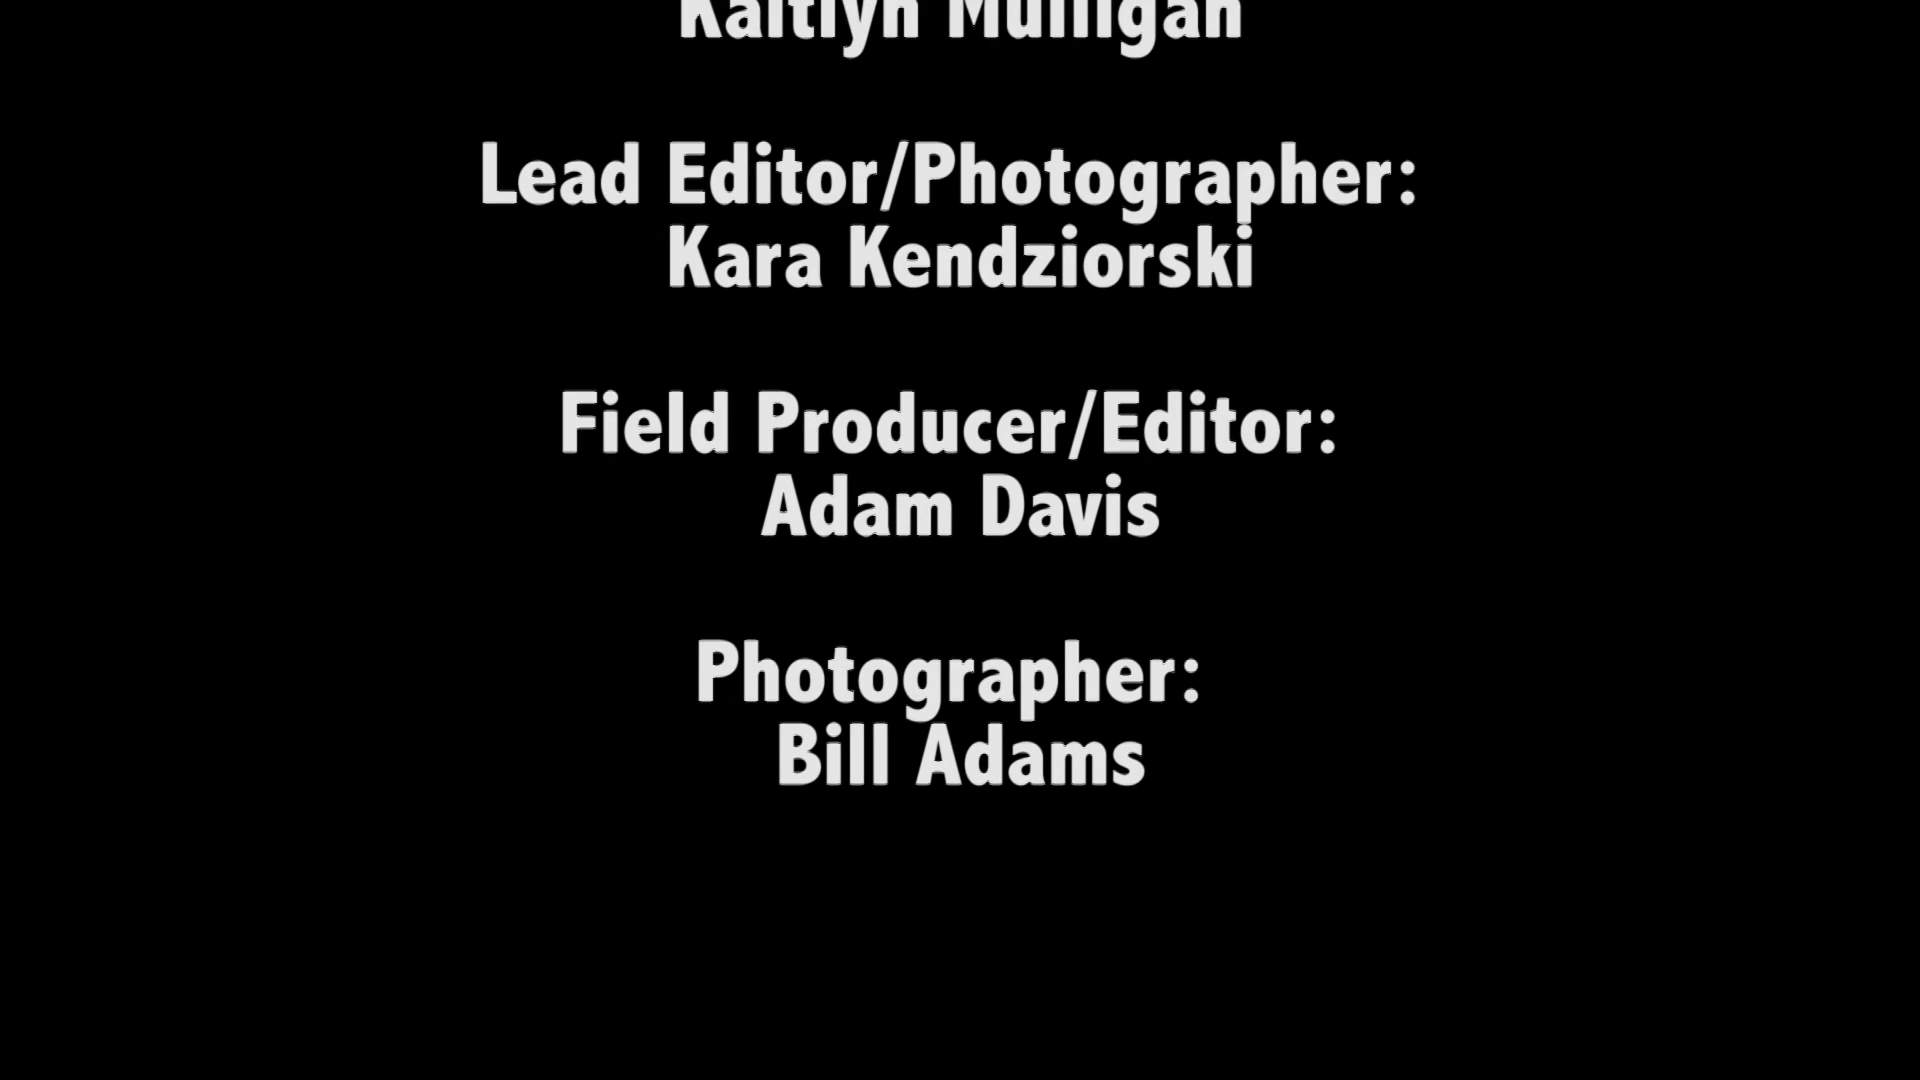 Kaitlyn Mulligan
Lead Editor/Photographer:
Kara Kendziorski
Field Producer/Editor:
Adam Davis
Photographer:
Bill Adams